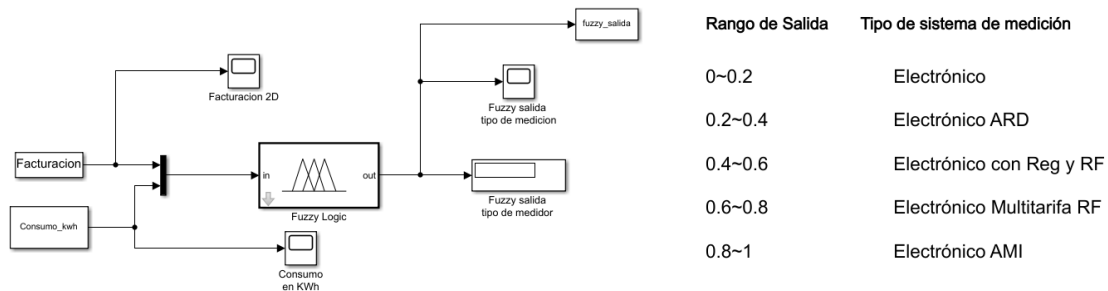 fuzzy_salida
Facturacion 2D
Fuzzy salida
tipo de medicion
Facturacion
in
out
Fuzzy Logic
Fuzzy salida
tipo de medidor
Consumo_kwh
Consumo
en KWh
Rango de Salida Tipo de sistema de medición
0~0.2 Electrónico
0.2~0.4 Electrónico ARD
0.4~0.6 Electrónico con Reg y RF
0.6~0.8 Electrónico Multitarifa RF
0.8~1 Electrónico AMI